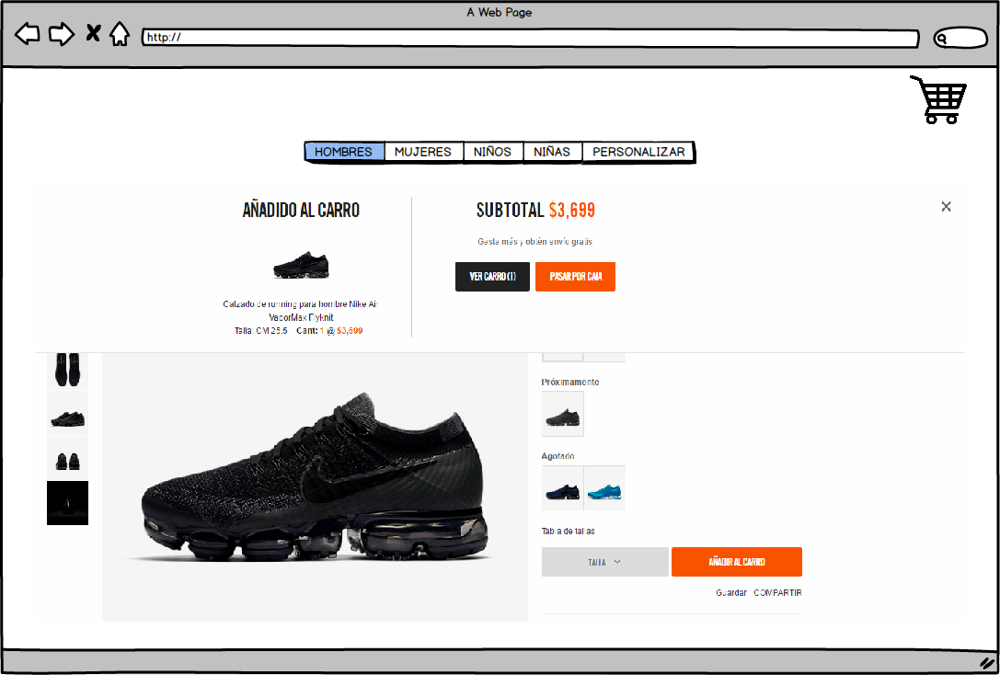 A Web Page
http://
HOMBRES MUJERES NIÑOS NIÑAS PERSONALIZAR
AÑADIDO AL CARRO
Calzado de running para hombre Nike Air
VaporMax Flyknit
Talla: CM 25.5 Cant: 1 @ $3,699
SUBTOTAL $3,699
Gasta más y obtén envío gratis.
VER CARRO (1) PASAR POR CAJA
Próximamente
Agotado
Tabla de tallas
TALLA AÑADIR AL CARRO
Guardar COMPARTIR